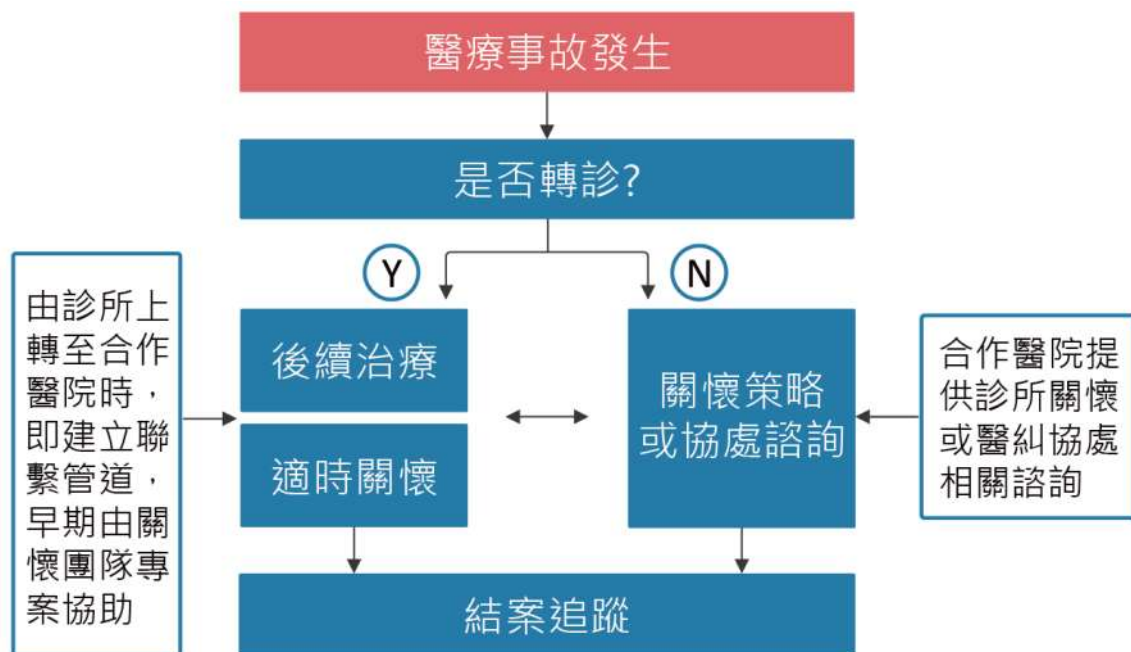 醫療事故發生
是否轉診?
Y
N
由診所上
轉至合作
醫院時，
即建立聯
繫管道，
早期由關
懷團隊專
案協助
後續治療
適時關懷
關懷策略
或協處諮詢
合作醫院提
供診所關懷
或醫糾協處
相關諮詢
結案追蹤